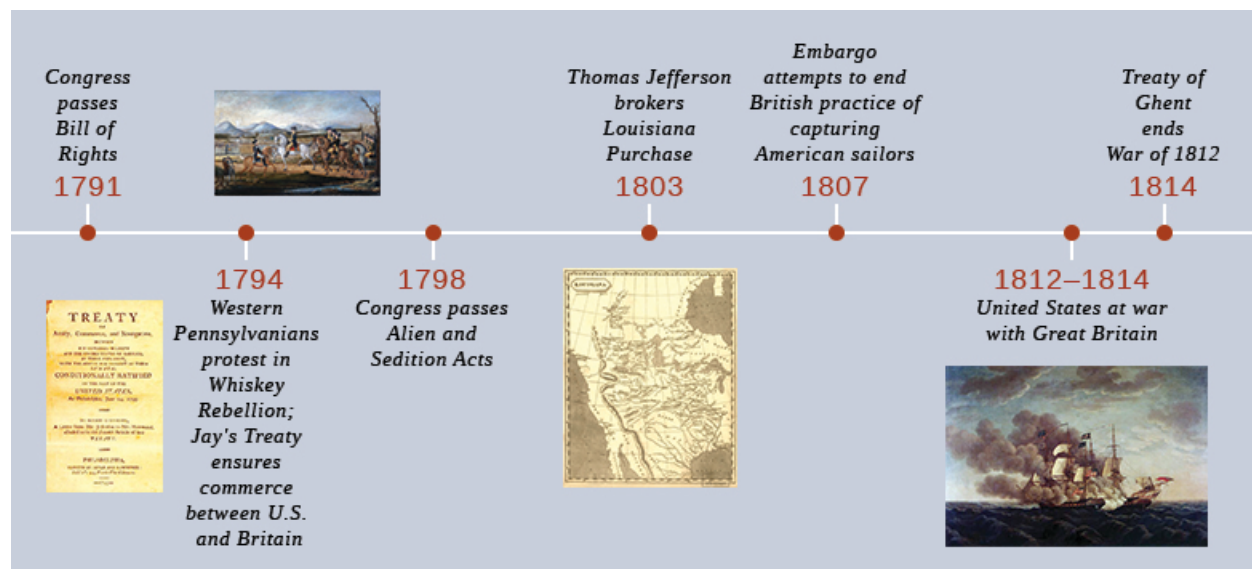 Congress
passes
Bill of
Rights
1791
1794
Western
Pennsylvanians
protest in
Whiskey
Rebellion;
Jay's Treaty
ensures
commerce
between U.S.
and Britain
TREATY
CONDITIONALLY RATIFIED
UNITED STATES,
PHILADELPHIA,
1798
Congress passes
Alien and
Sedition Acts
Thomas Jefferson
brokers
Louisiana
Purchase
1803
LOUISIANA
Embargo
attempts to end
British practice of
capturing
American sailors
1807
1812–1814
United States at war
with Great Britain
Treaty of
Ghent
ends
War of 1812
1814